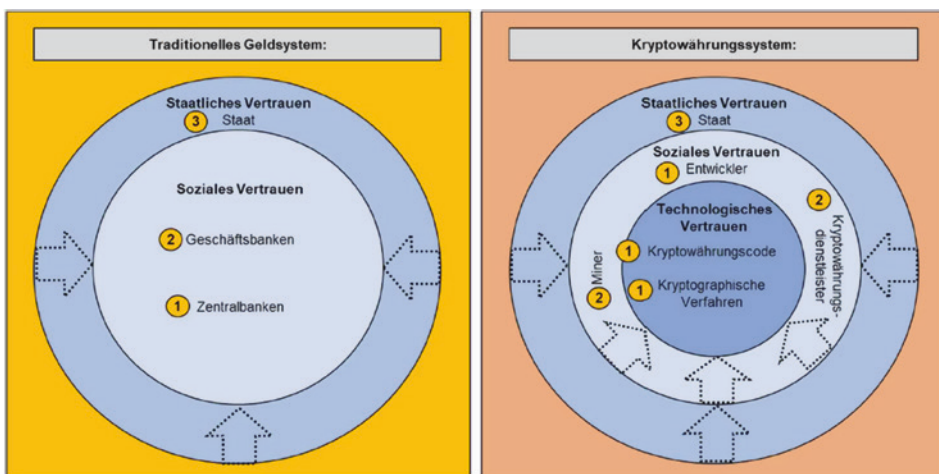 Traditionelles Geldsystem:
Staatliches Vertrauen
3 Staat
Soziales Vertrauen
2 Geschäftsbanken
1 Zentralbanken
Kryptowährungssystem:
Staatliches Vertrauen
3 Staat
Soziales Vertrauen
1 Entwickler
2
Kryptowährungs-
dienstleister
Technologisches
Vertrauen
1 Kryptowährungscode
1 Kryptographische
Verfahren
Miner
2